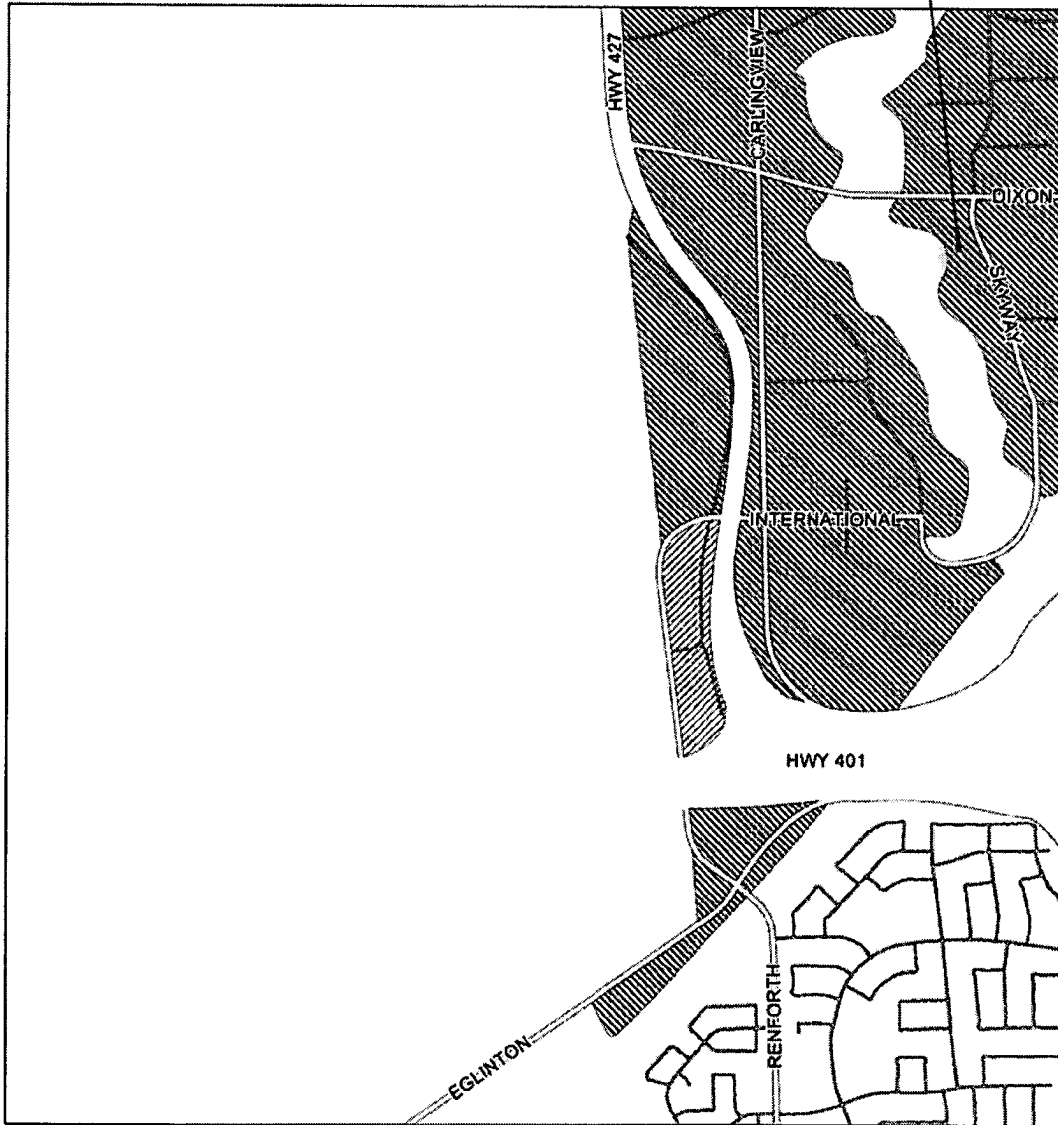 HWY 427
CARLINGVIEW
DIXON
SKYWAY
INTERNATIONAL
HWY 401
RENFORTH
EGLINTON